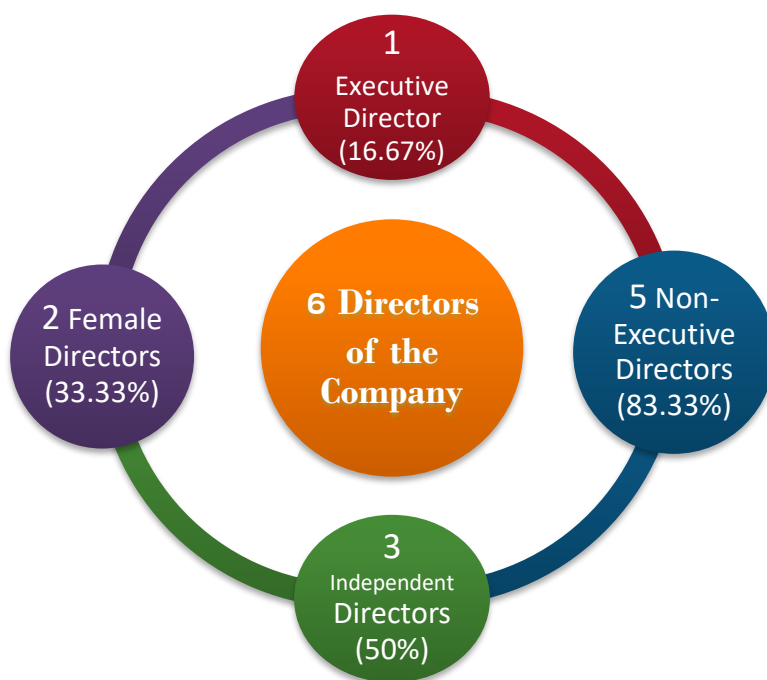 1
Executive
Director
(16.67%)
2 Female
Directors
(33.33%)
6 Directors
of the
Company
5 Non-
Executive
Directors
(83.33%)
3
Independent
Directors
(50%)